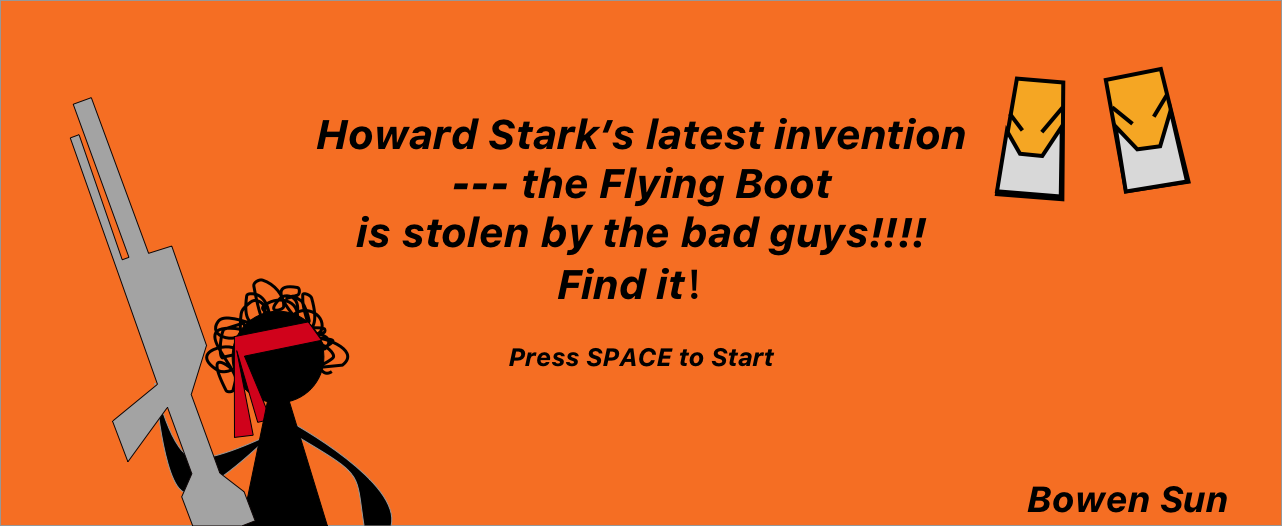 Howard Stark’s latest invention
--- the Flying Boot
is stolen by the bad guys!!!!
Find it！
Press SPACE to Start
Bowen Sun